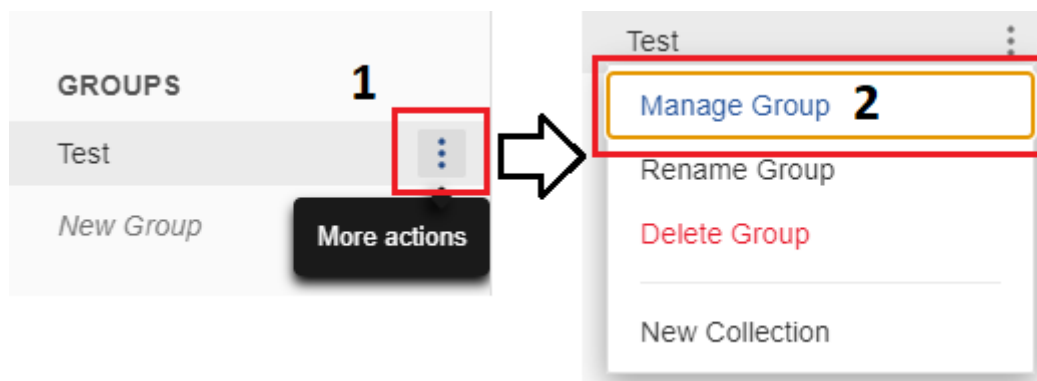 GROUPS 1
Test
New Group
More actions
Test
Manage Group 2
Rename Group
Delete Group
New Collection